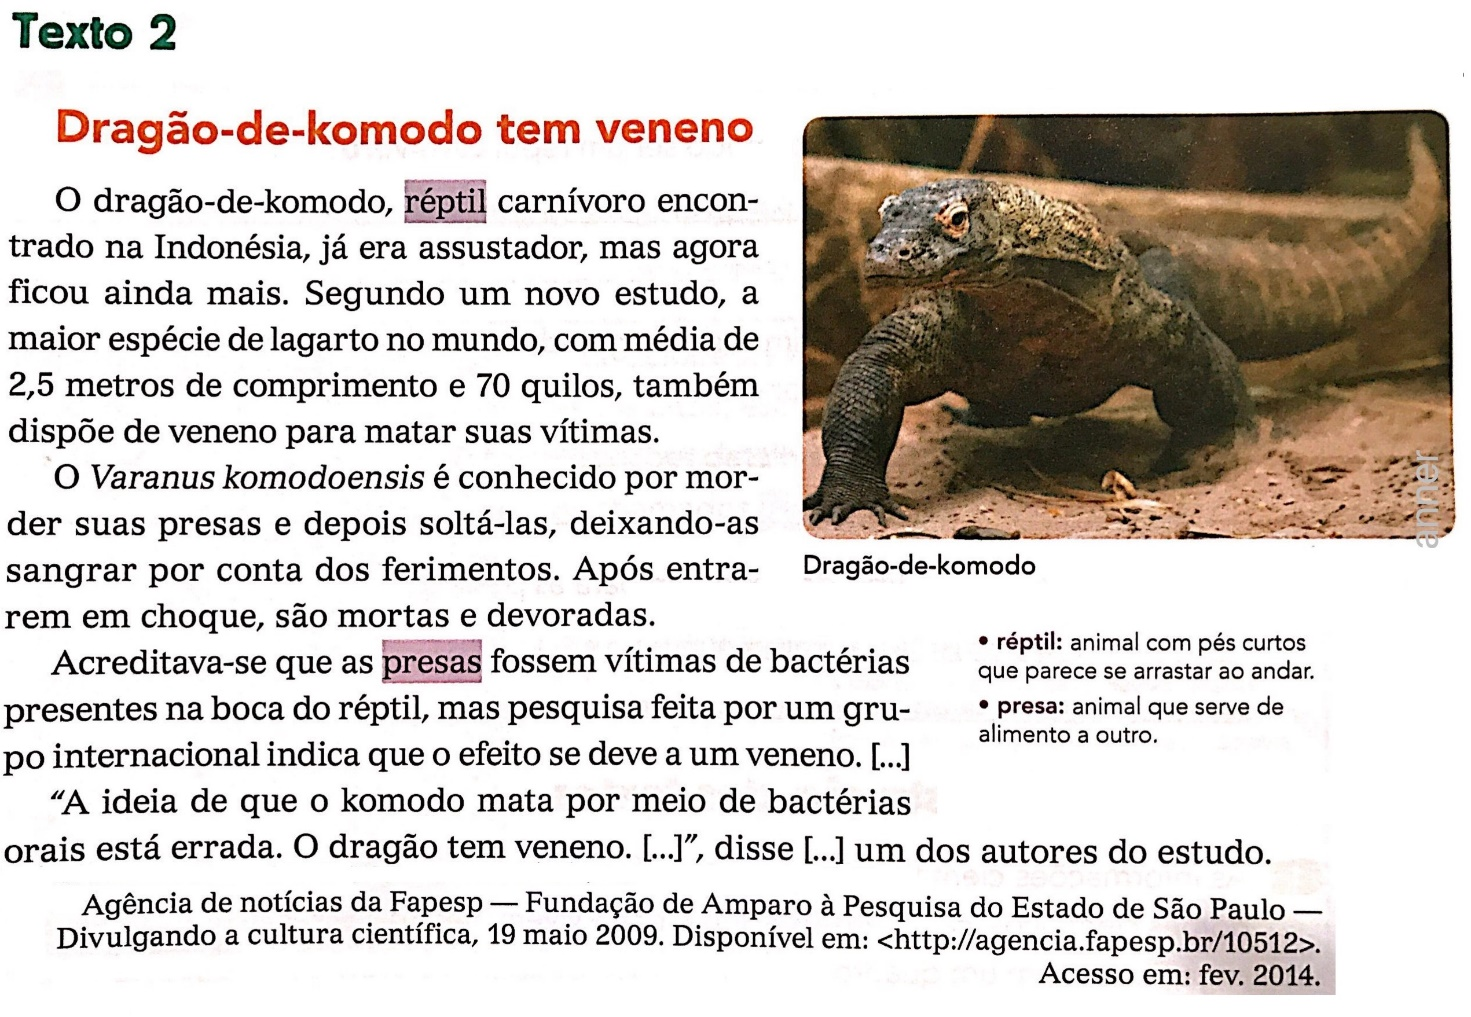 Texto 2
Dragão-de-komodo tem veneno
O dragão-de-komodo, réptil carnívoro encon-
trado na Indonésia, já era assustador, mas agora
ficou ainda mais. Segundo um novo estudo, a
maior espécie de lagarto no mundo, com média de
2,5 metros de comprimento e 70 quilos, também
dispõe de veneno para matar suas vítimas.
O Varanus komodoensis é conhecido por mor-
der suas presas e depois soltá-las, deixando-as
sangrar por conta dos ferimentos. Após entra-
rem em choque, são mortas e devoradas.
Acreditava-se que as presas fossem vítimas de bactérias
presentes na boca do réptil, mas pesquisa feita por um gru-
po internacional indica que o efeito se deve a um veneno. [...]
“A ideia de que o komodo mata por meio de bactérias
orais está errada. O dragão tem veneno. [...]”, disse [...] um dos autores do estudo.
Agência de notícias da Fapesp — Fundação de Amparo à Pesquisa do Estado de São Paulo —
Divulgando a cultura científica, 19 maio 2009. Disponível em: <http://agencia.fapesp.br/10512>.
Acesso em: fev. 2014.
Dragão-de-komodo
• réptil: animal com pés curtos
que parece se arrastar ao andar.
• presa: animal que serve de
alimento a outro.
anner